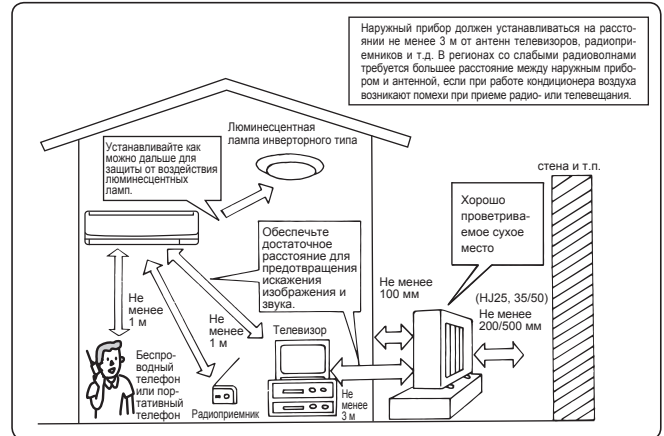 Наружный прибор должен устанавливаться на рассто-
янии не менее 3 м от антенн телевизоров, радиопри-
емников и т.д. В регионах со слабыми радиоволнами
требуется большее расстояние между наружным прибо-
ром и антенной, если при работе кондиционера воздуха
возникают помехи при приеме радио- или телевещания.
Люминесцентная
лампа инверторного типа
Устанавливайте как
можно дальше для
защиты от воздействия
люминесцентных
ламп.
стена и т.п.
Хорошо
проветрива-
емое сухое
место
Обеспечьте
достаточное
расстояние для
предотвращения
искажения
изображения и
звука.
Не менее
100 мм
(HJ25, 35/50)
Не менее
200/500 мм
Не
менее
1 м
Не
менее
1 м
Телевизор
Беспро-
водный
телефон
или пор-
тативный
телефон
Радиоприемник
Не
менее
3 м